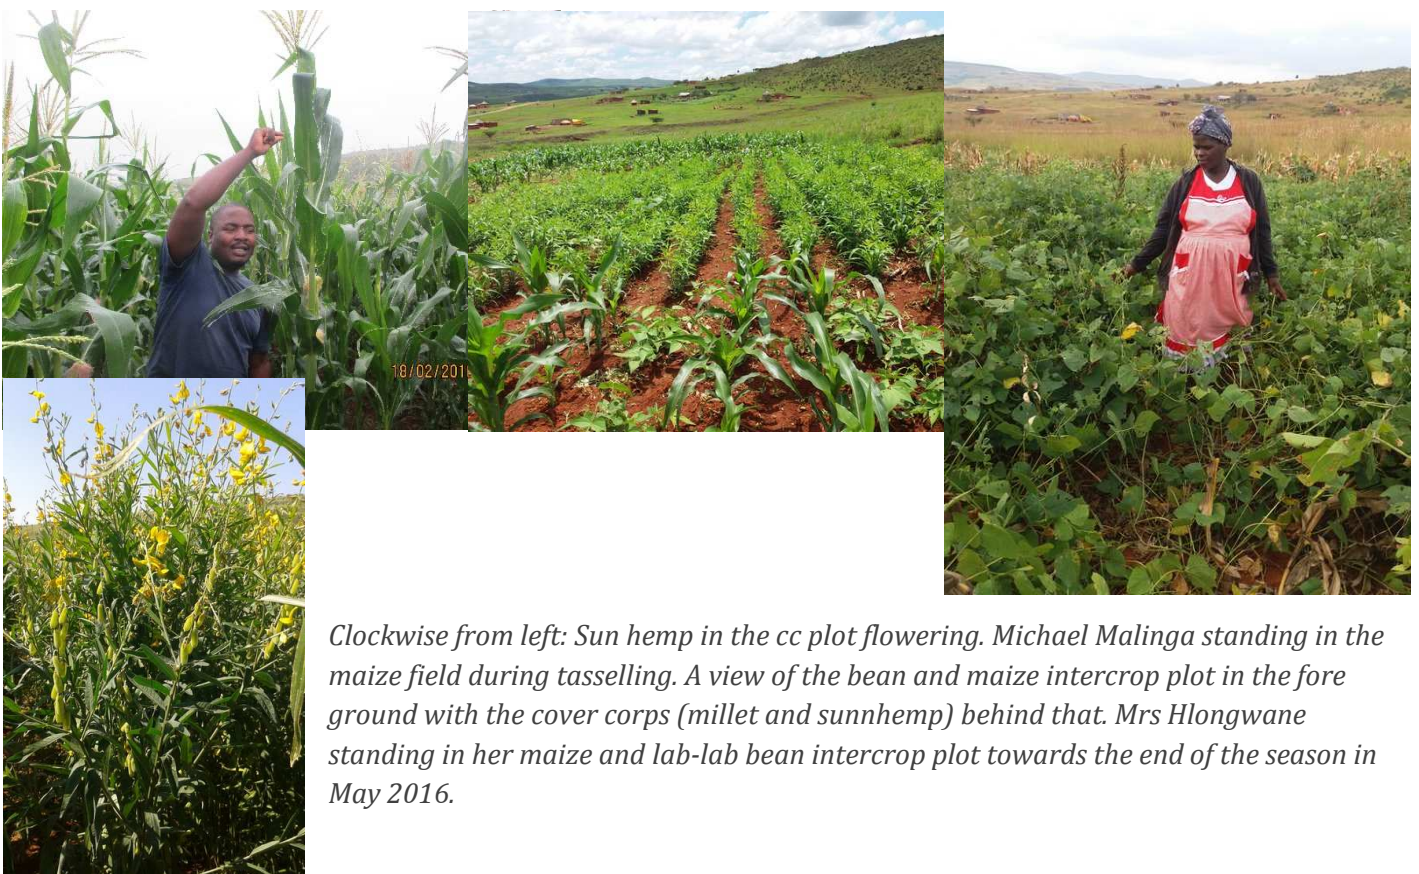 18/02/201
Clockwise from left: Sun hemp in the cc plot flowering. Michael Malinga standing in the
maize field during tasselling. A view of the bean and maize intercrop plot in the fore
ground with the cover corps (millet and sunnhemp) behind that. Mrs Hlongwane
standing in her maize and lab-lab bean intercrop plot towards the end of the season in
May 2016.